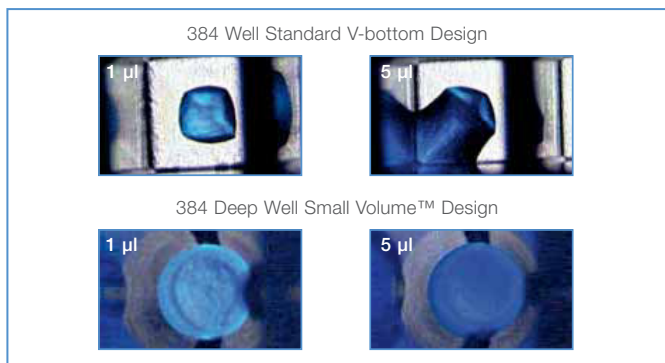 384 Well Standard V-bottom Design
1 µl
5 µl
384 Deep Well Small Volume™ Design
1 µl
5 µl